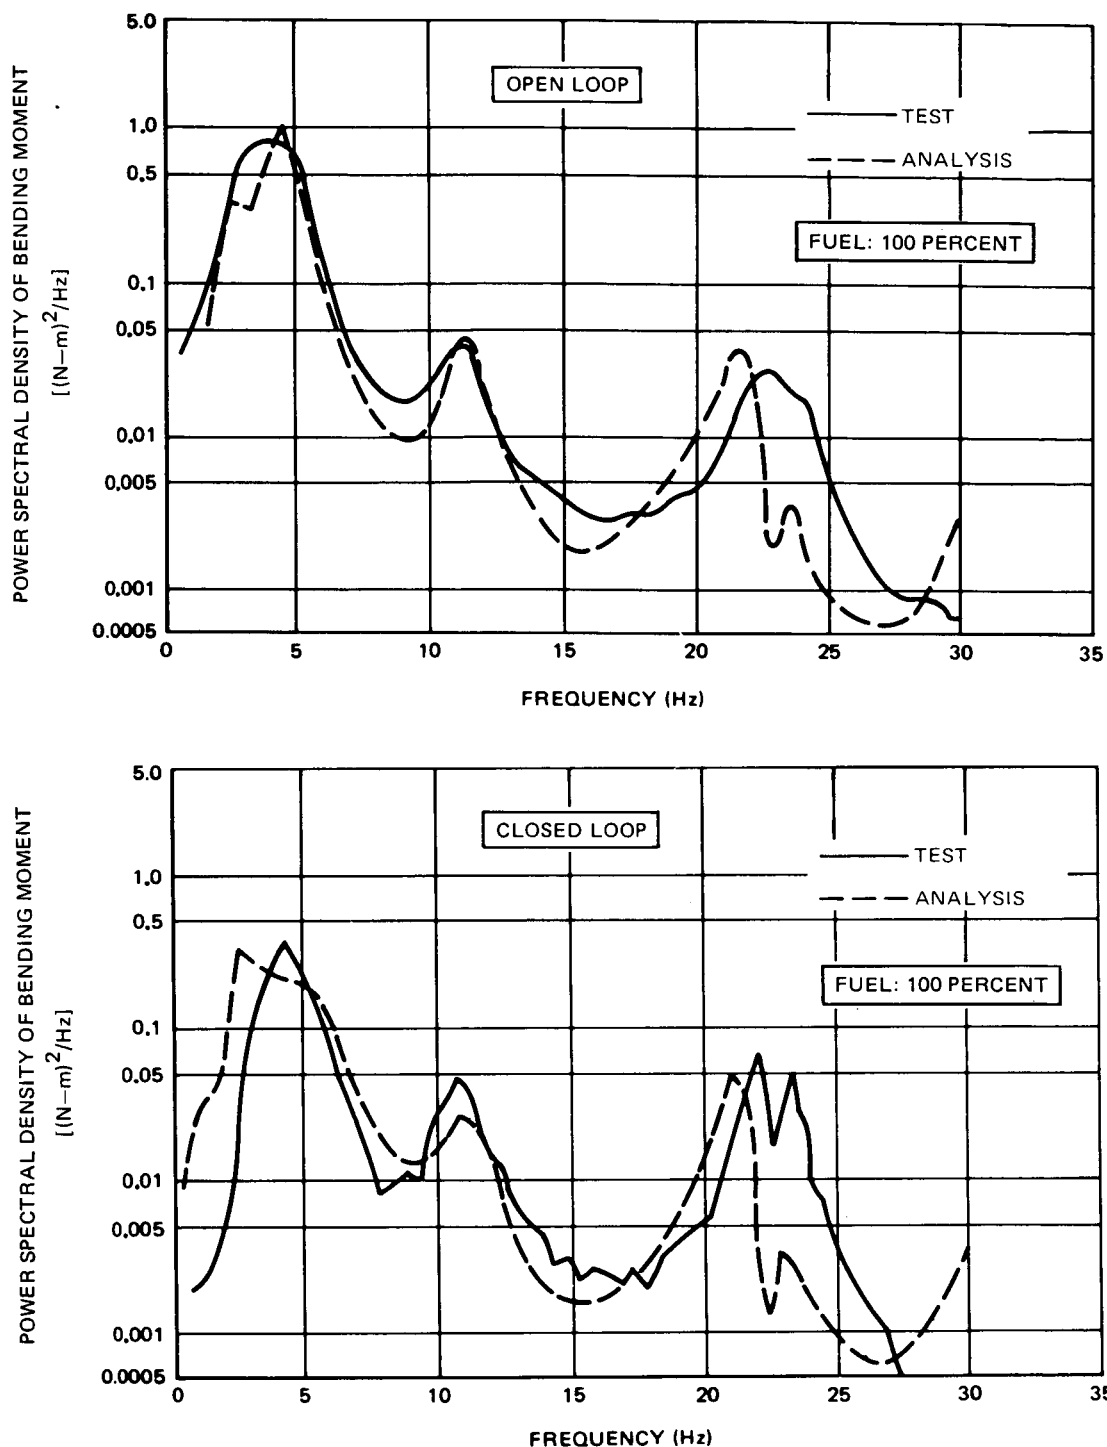 POWER SPECTRAL DENSITY OF BENDING MOMENT
[(N–m)²/Hz]
5.0
1.0
0.5
0.1
0.05
0.01
0.005
0.001
0.0005
OPEN LOOP
TEST
ANALYSIS
FUEL: 100 PERCENT
0 5 10 15 20 25 30 35
FREQUENCY (Hz)
POWER SPECTRAL DENSITY OF BENDING MOMENT
[(N–m)²/Hz]
5.0
1.0
0.5
0.1
0.05
0.01
0.005
0.001
0.0005
CLOSED LOOP
TEST
ANALYSIS
FUEL: 100 PERCENT
0 5 10 15 20 25 30 35
FREQUENCY (Hz)